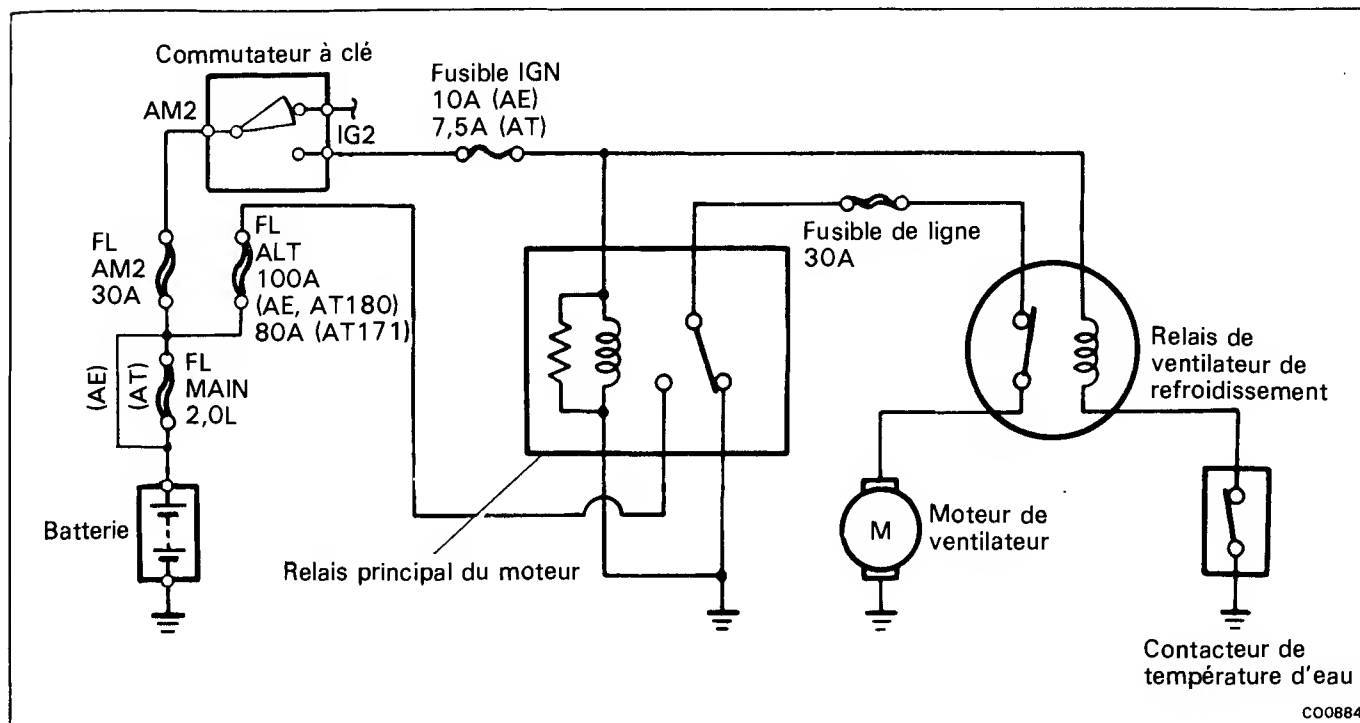 Commutateur à clé
AM2
IG2
Fusible IGN
10A (AE)
7,5A (AT)
FL
AM2
30A
FL
ALT
100A
(AE, AT180)
80A (AT171)
(AE)
(AT)
FL
MAIN
2,0L
Batterie
Relais principal du moteur
Fusible de ligne
30A
Relais de
ventilateur de
refroidissement
M
Moteur de
ventilateur
Contacteur de
température d'eau
CO0884